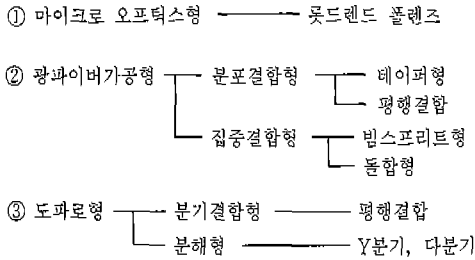 ① 마이크로 오프틱스형 롯드렌드 폴렌즈
② 광파이버가공형 분포결합형 테이퍼형
평행결합
집중결합형 빔스프리트형
돌합형
③ 도파로형 분기결합형 평행결합
분해형 Y분기, 다분기